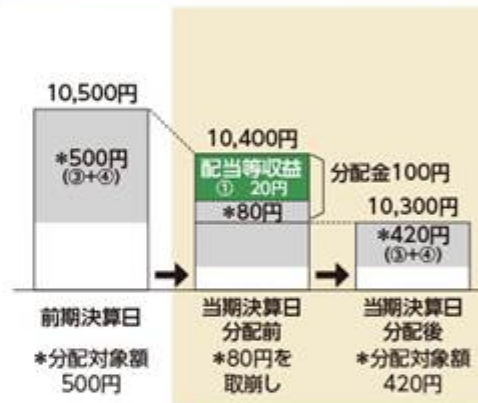 10,500円
*500円
(③+④)
10,400円
配当等収益
① 20円
*80円
分配金100円
10,300円
*420円
(③+④)
前期決算日
*分配対象額
500円
当期決算日
分配前
*80円を
取崩し
当期決算日
分配後
*分配対象額
420円